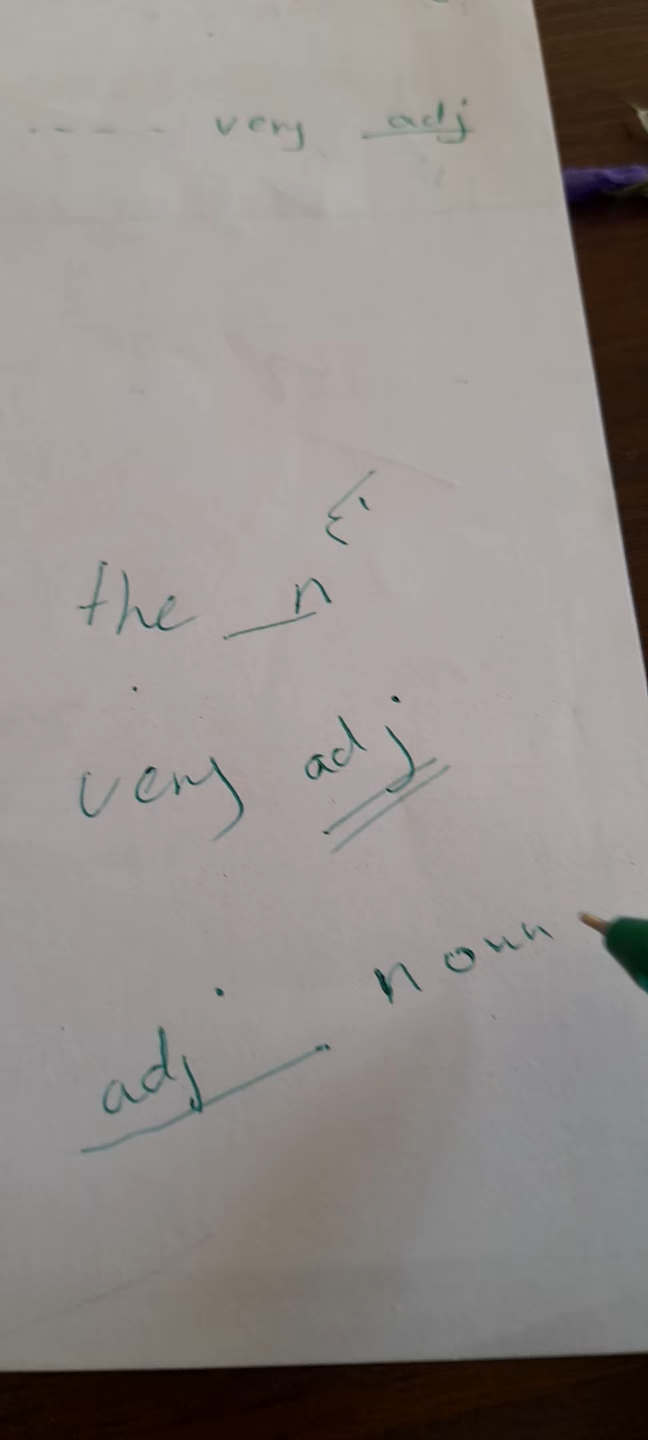 ---- very adj
the n
very adj
adj noun